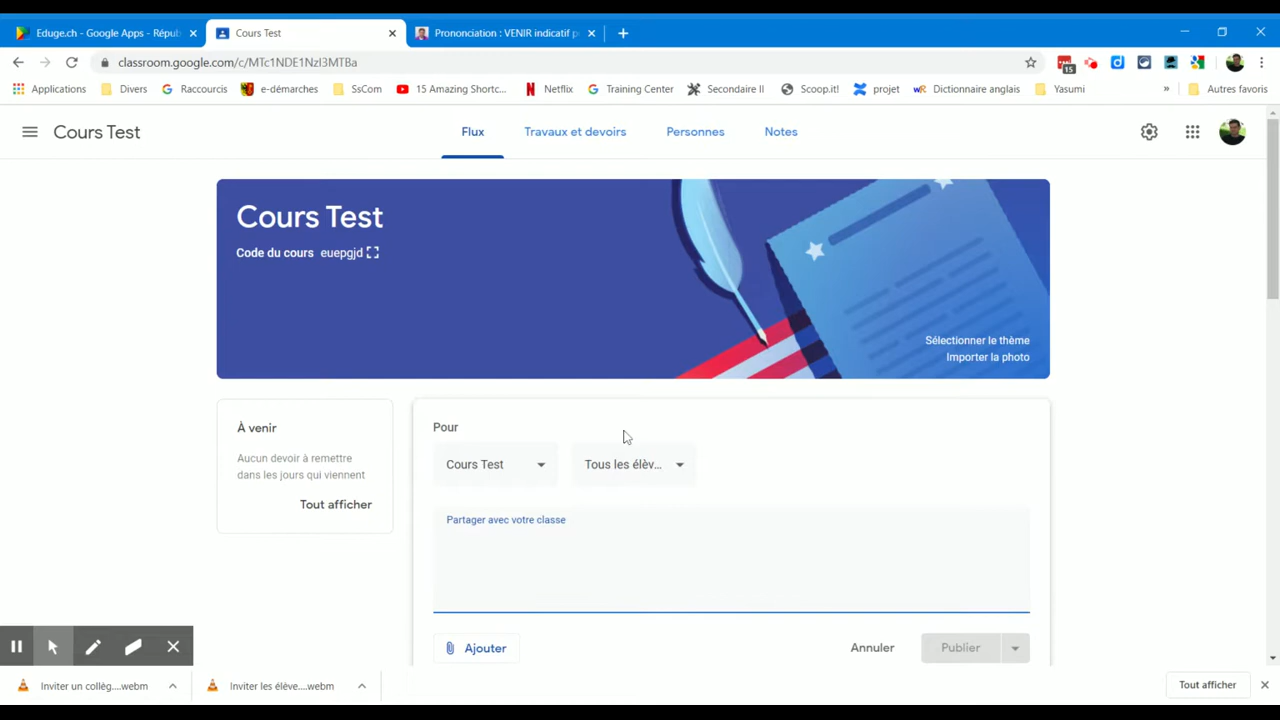 Eduge.ch - Google Apps - Répub
Cours Test
Prononciation : VENIR indicatif p
classroom.google.com/c/MTc1NDE1NzI3MTBa
15
Applications
Divers
Raccourcis
e-démarches
SsCom
15 Amazing Shortc...
Netflix
Training Center
Secondaire II
Scoop.it!
projet
Dictionnaire anglais
Yasumi
»
Autres favoris
Cours Test
Flux
Travaux et devoirs
Personnes
Notes
Cours Test
Code du cours euepgjd
Sélectionner le thème
Importer la photo
À venir
Aucun devoir à remettre
dans les jours qui viennent
Tout afficher
Pour
Cours Test
Tous les élèv...
Partager avec votre classe
Ajouter
Annuler
Publier
Inviter un collèg....webm
Inviter les élève....webm
Tout afficher